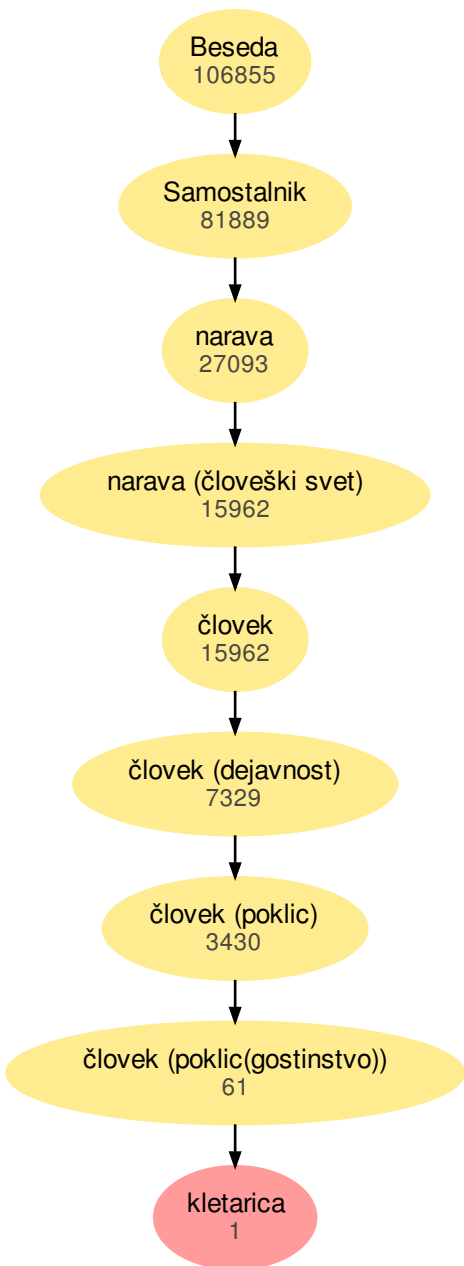 Beseda
106855
Samostalnik
81889
narava
27093
narava (človeški svet)
15962
človek
15962
človek (dejavnost)
7329
človek (poklic)
3430
človek (poklic(gostinstvo))
61
kletarica
1